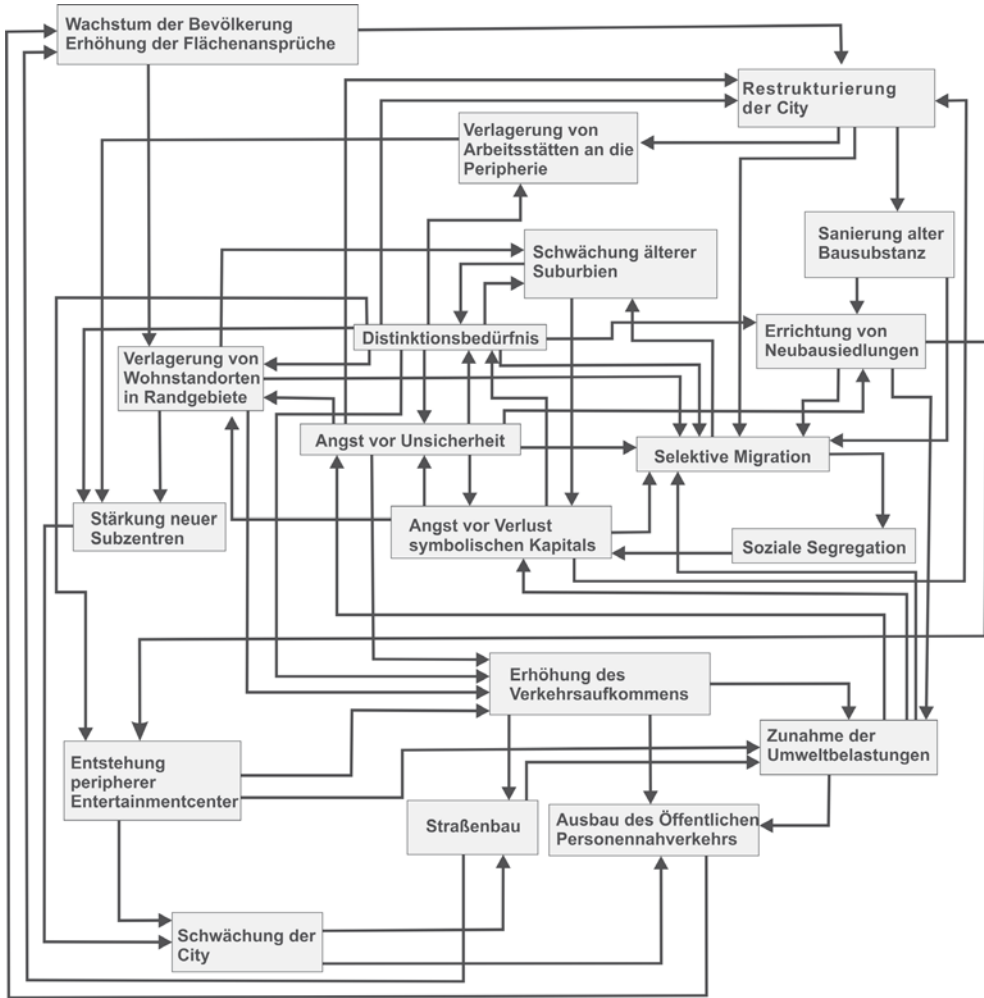 Wachstum der Bevölkerung
Erhöhung der Flächenansprüche
Restrukturierung
der City
Verlagerung von
Arbeitsstätten an die
Peripherie
Sanierung alter
Bausubstanz
Schwächung älterer
Suburbien
Distinktionsbedürfnis
Errichtung von
Neubausiedlungen
Verlagerung von
Wohnstandorten
in Randgebiete
Angst vor Unsicherheit
Selektive Migration
Stärkung neuer
Subzentren
Angst vor Verlust
symbolischen Kapitals
Soziale Segregation
Erhöhung des
Verkehrsaufkommens
Zunahme der
Umweltbelastungen
Entstehung
peripherer
Entertainmentcenter
Straßenbau
Ausbau des Öffentlichen
Personennahverkehrs
Schwächung der
City